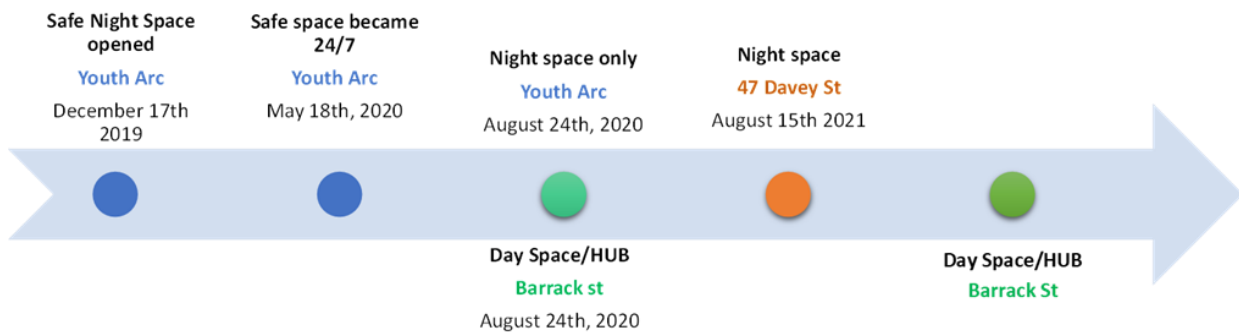 Safe Night Space
opened
Youth Arc
December 17th
2019
Safe space became
24/7
Youth Arc
May 18th, 2020
Night space only
Youth Arc
August 24th, 2020
Night space
47 Davey St
August 15th 2021
Day Space/HUB
Barrack st
August 24th, 2020
Day Space/HUB
Barrack St